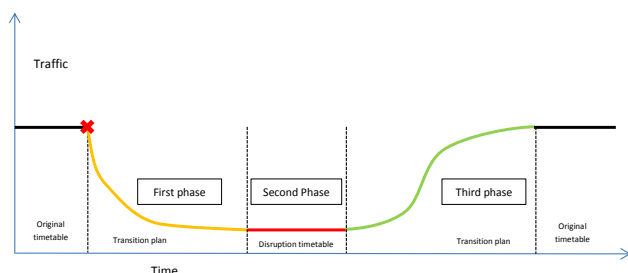 Traffic
First phase
Second Phase
Third phase
Original
timetable
Transition plan
Disruption timetable
Transition plan
Original
timetable
Time